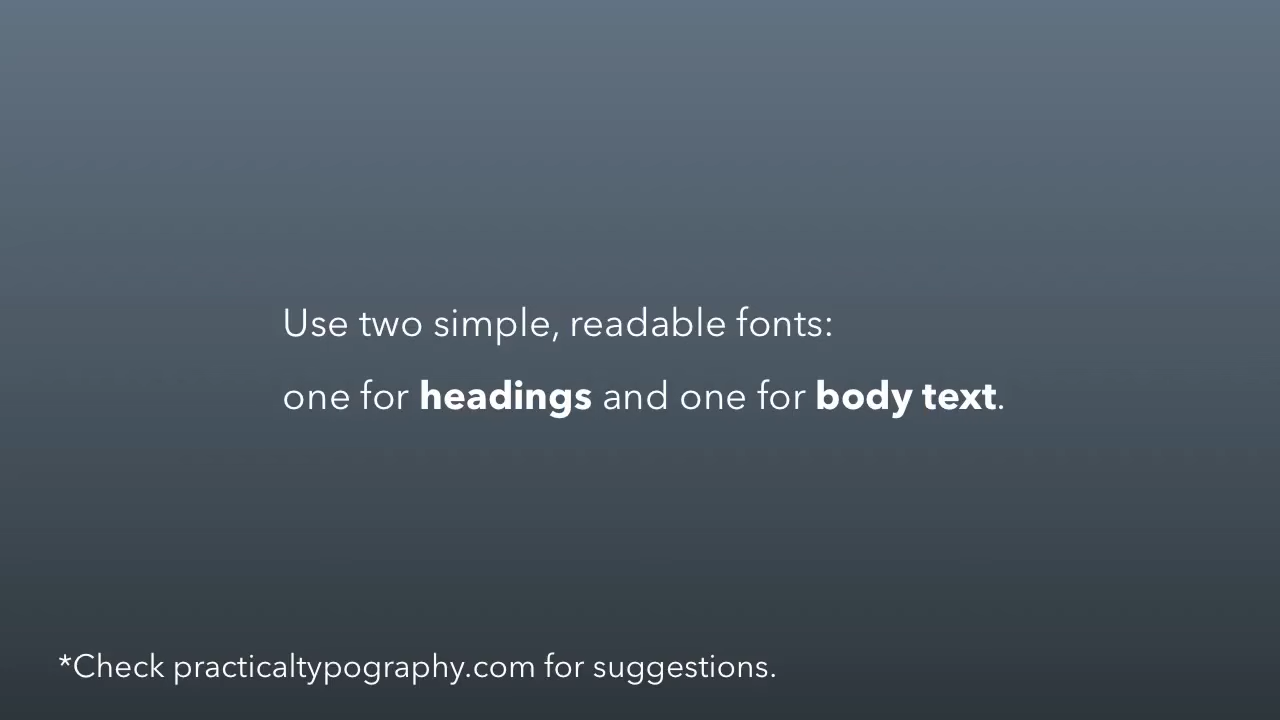 Use two simple, readable fonts:
one for headings and one for body text.
*Check practicaltypography.com for suggestions.